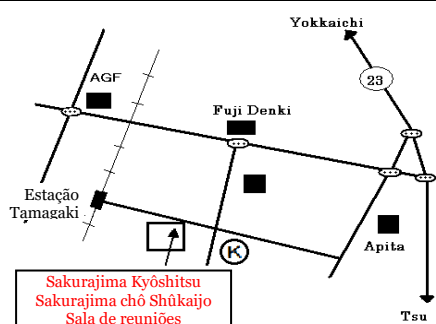 Yokkaichi
23
AGF
Fuji Denki
Estação
Tamagaki
K
Apita
Sakurajima Kyôshitsu
Sakurajima chô Shûkaijo
Sala de reuniões
Tsu